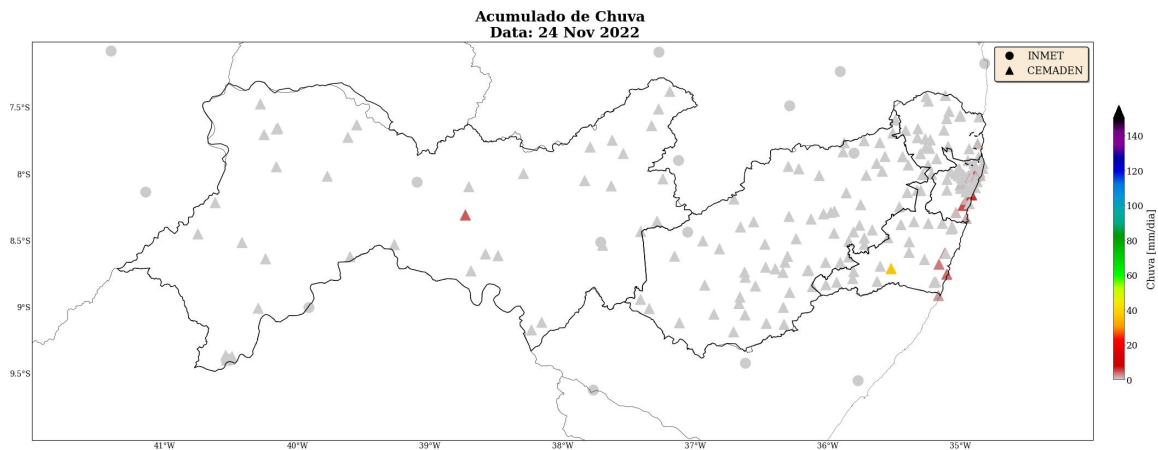 Acumulado de Chuva
Data: 24 Nov 2022
INMET
CEMADEN
7.5°S
8°S
8.5°S
9°S
9.5°S
41°W
40°W
39°W
38°W
37°W
36°W
35°W
140
120
100
80
60
40
20
0
Chuva [mm/dia]